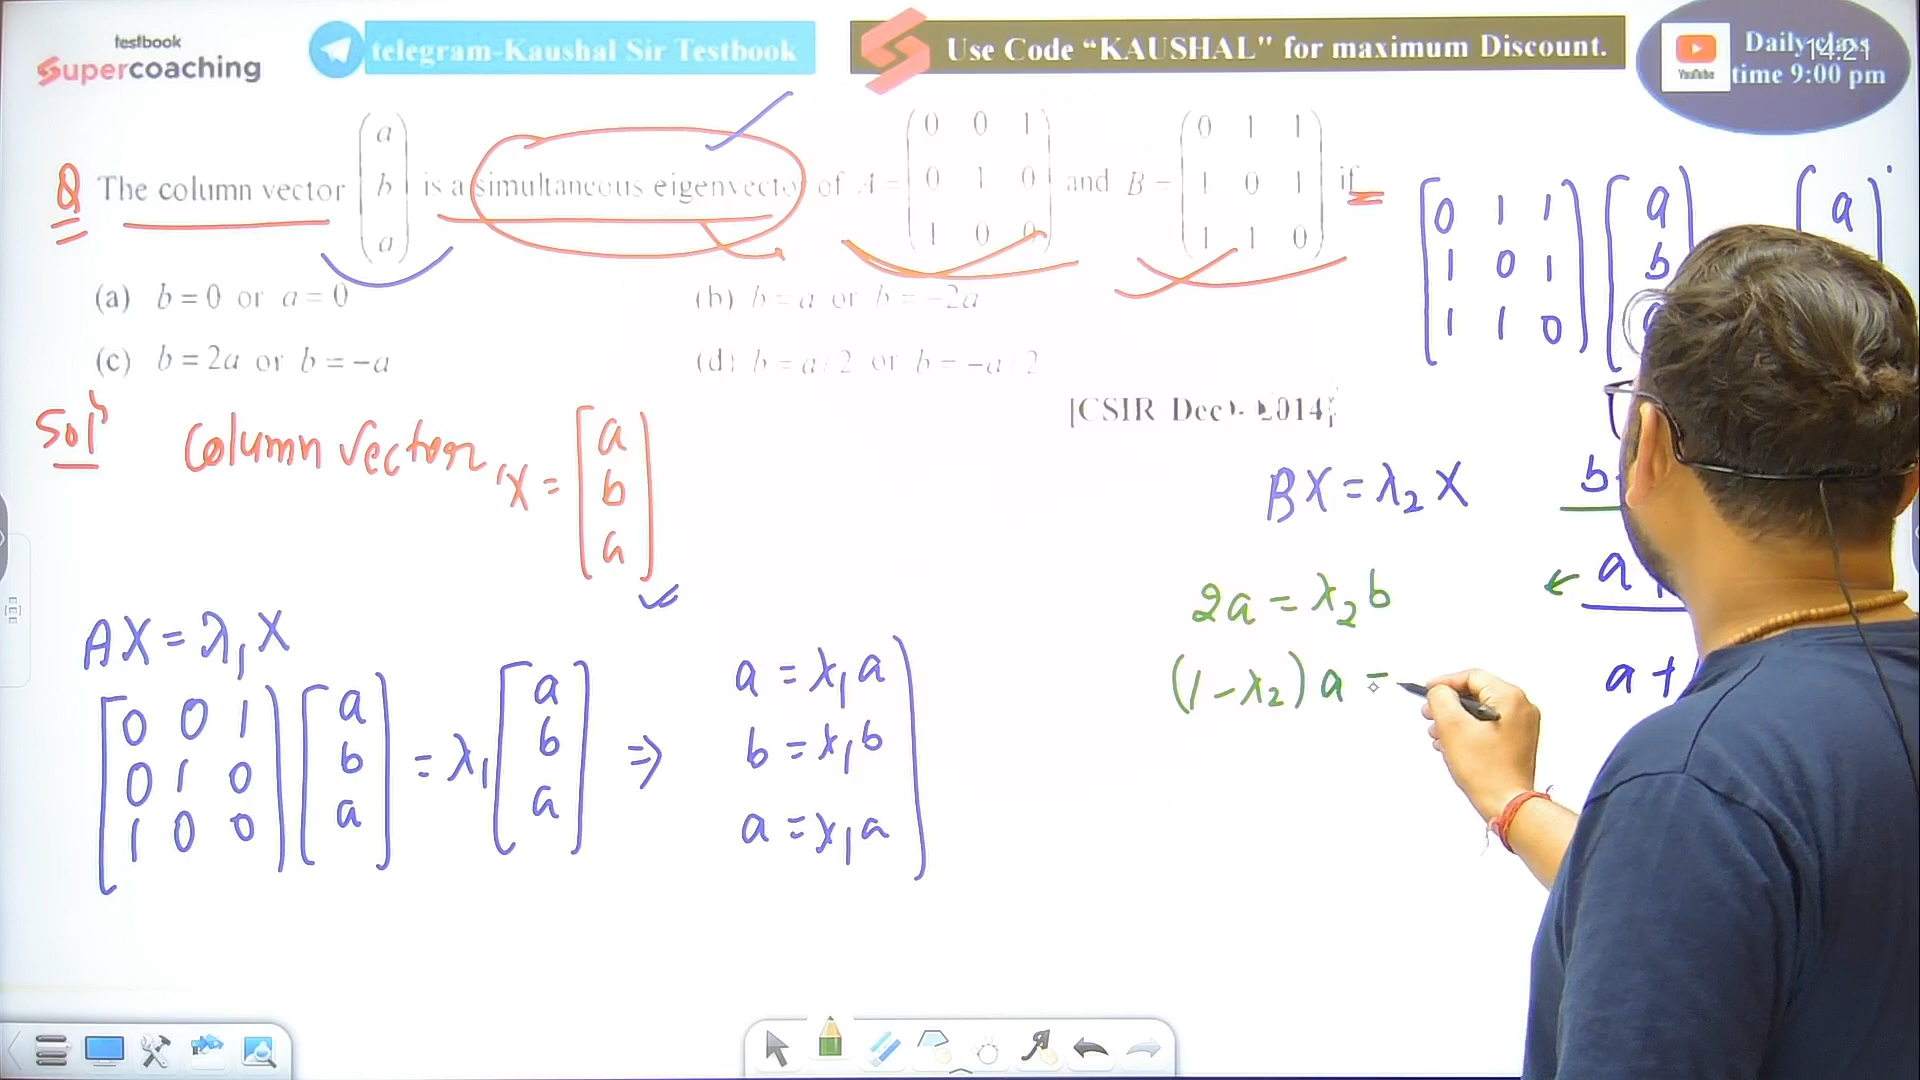 testbook
Supercoaching
telegram-Kaushal Sir Testbook
Use Code “KAUSHAL” for maximum Discount.
YouTube
Daily class
time 9:00 pm
14:21
Q The column vector (a b a) is a simultaneous eigenvector of A = (0 0 1 / 0 1 0 / 1 0 0) and B = (0 1 1 / 1 0 1 / 1 1 0) if
(a) b = 0 or a = 0
(b) b = a or b = -2a
(c) b = 2a or b = -a
(d) b = a/2 or b = -a/2
[CSIR Dec - 2014]
Solⁿ Column Vector X = [a b a]
AX = λ₁X
[0 0 1 / 0 1 0 / 1 0 0] [a b a] = λ₁ [a b a] ⇒
a = λ₁a
b = λ₁b
a = λ₁a
[0 1 1 / 1 0 1 / 1 1 0] [a b a] [a
BX = λ₂X
b
2a = λ₂b ← a
(1-λ₂)a =
a +